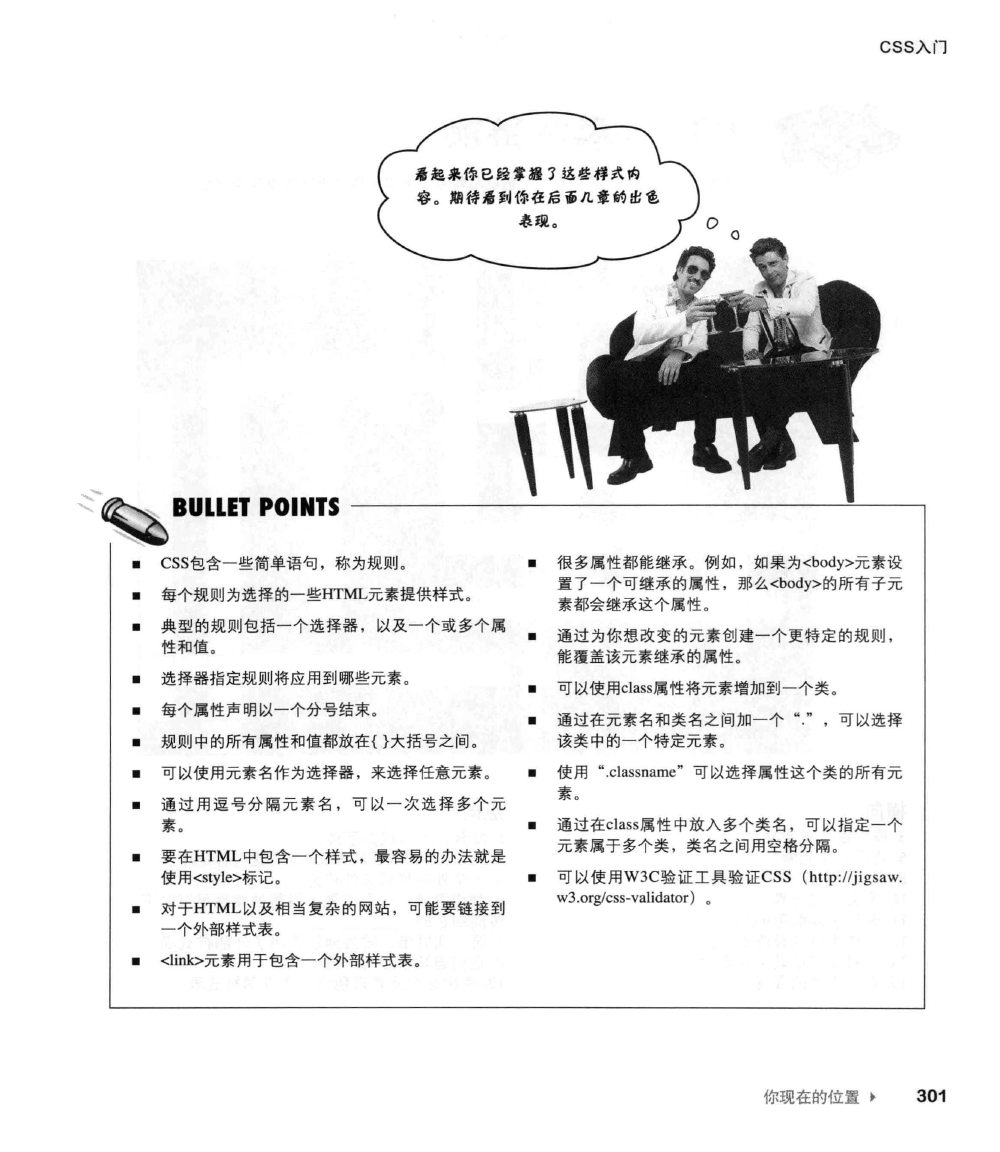 CSS入门
看起来你已经掌握了这些样式内
容。期待看到你在后面几章的出色
表现。
BULLET POINTS
■ CSS包含一些简单语句，称为规则。
■ 每个规则为选择的一些HTML元素提供样式。
■ 典型的规则包括一个选择器，以及一个或多个属
性和值。
■ 选择器指定规则将应用到哪些元素。
■ 每个属性声明以一个分号结束。
■ 规则中的所有属性和值都放在{ }大括号之间。
■ 可以使用元素名作为选择器，来选择任意元素。
■ 通过用逗号分隔元素名，可以一次选择多个元
素。
■ 要在HTML中包含一个样式，最容易的办法就是
使用<style>标记。
■ 对于HTML以及相当复杂的网站，可能要链接到
一个外部样式表。
■ <link>元素用于包含一个外部样式表。
■ 很多属性都能继承。例如，如果为<body>元素设
置了一个可继承的属性，那么<body>的所有子元
素都会继承这个属性。
■ 通过为你想改变的元素创建一个更特定的规则，
能覆盖该元素继承的属性。
■ 可以使用class属性将元素增加到一个类。
■ 通过在元素名和类名之间加一个“.”，可以选择
该类中的一个特定元素。
■ 使用“.classname”可以选择属性这个类的所有元
素。
■ 通过在class属性中放入多个类名，可以指定一个
元素属于多个类，类名之间用空格分隔。
■ 可以使用W3C验证工具验证CSS（http://jigsaw.
w3.org/css-validator）。
你现在的位置 ▸ 301